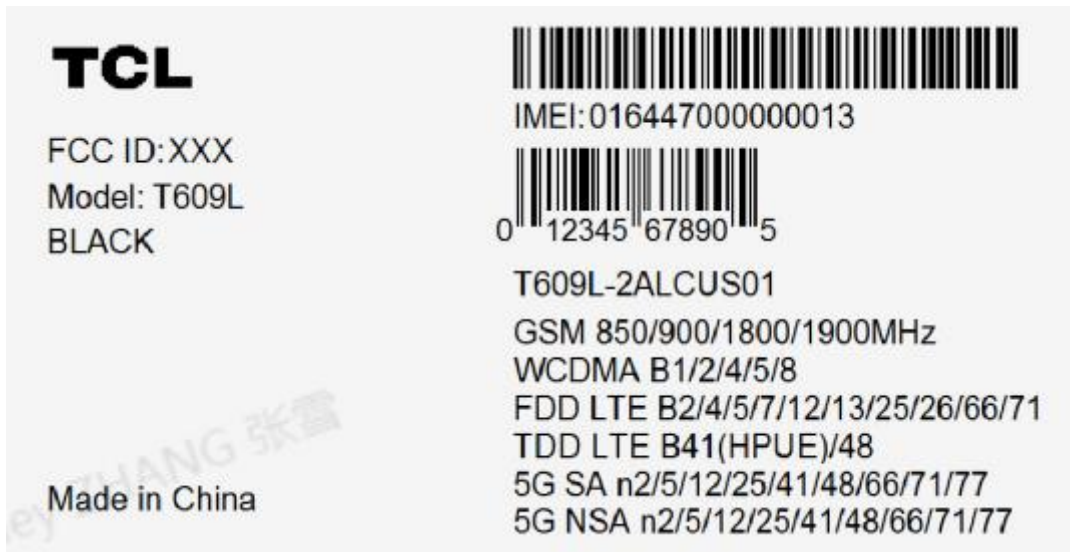 TCL
FCC ID:XXX
Model: T609L
BLACK
Made in China
ZHANG 张雪
IMEI:016447000000013
0 12345 67890 5
T609L-2ALCUS01
GSM 850/900/1800/1900MHz
WCDMA B1/2/4/5/8
FDD LTE B2/4/5/7/12/13/25/26/66/71
TDD LTE B41(HPUE)/48
5G SA n2/5/12/25/41/48/66/71/77
5G NSA n2/5/12/25/41/48/66/71/77